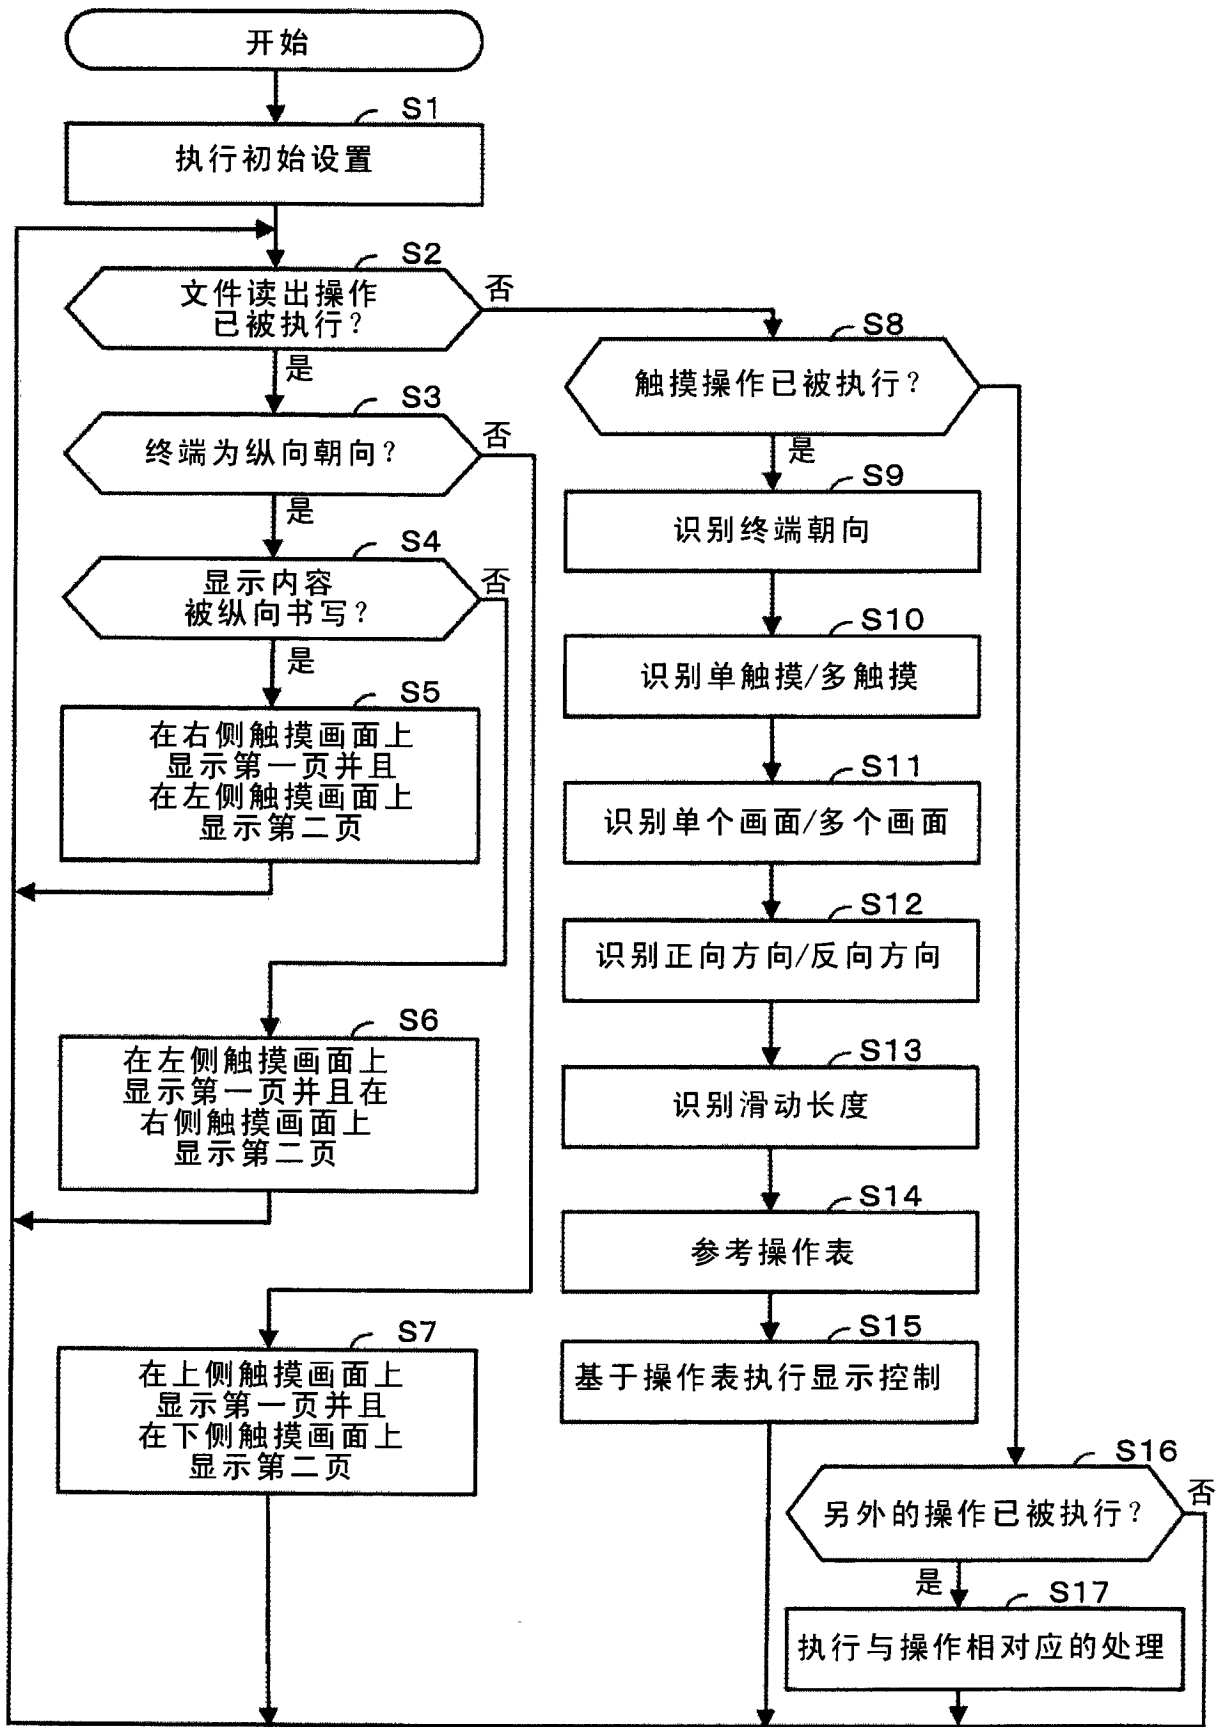 开始
S1
执行初始设置
S2
文件读出操作
已被执行？
否
是
S3
终端为纵向朝向？
否
是
S4
显示内容
被纵向书写？
否
是
S5
在右侧触摸画面上
显示第一页并且
在左侧触摸画面上
显示第二页
S6
在左侧触摸画面上
显示第一页并且在
右侧触摸画面上
显示第二页
S7
在上侧触摸画面上
显示第一页并且
在下侧触摸画面上
显示第二页
S8
触摸操作已被执行？
是
S9
识别终端朝向
S10
识别单触摸/多触摸
S11
识别单个画面/多个画面
S12
识别正向方向/反向方向
S13
识别滑动长度
S14
参考操作表
S15
基于操作表执行显示控制
S16
另外的操作已被执行？
否
是
S17
执行与操作相对应的处理